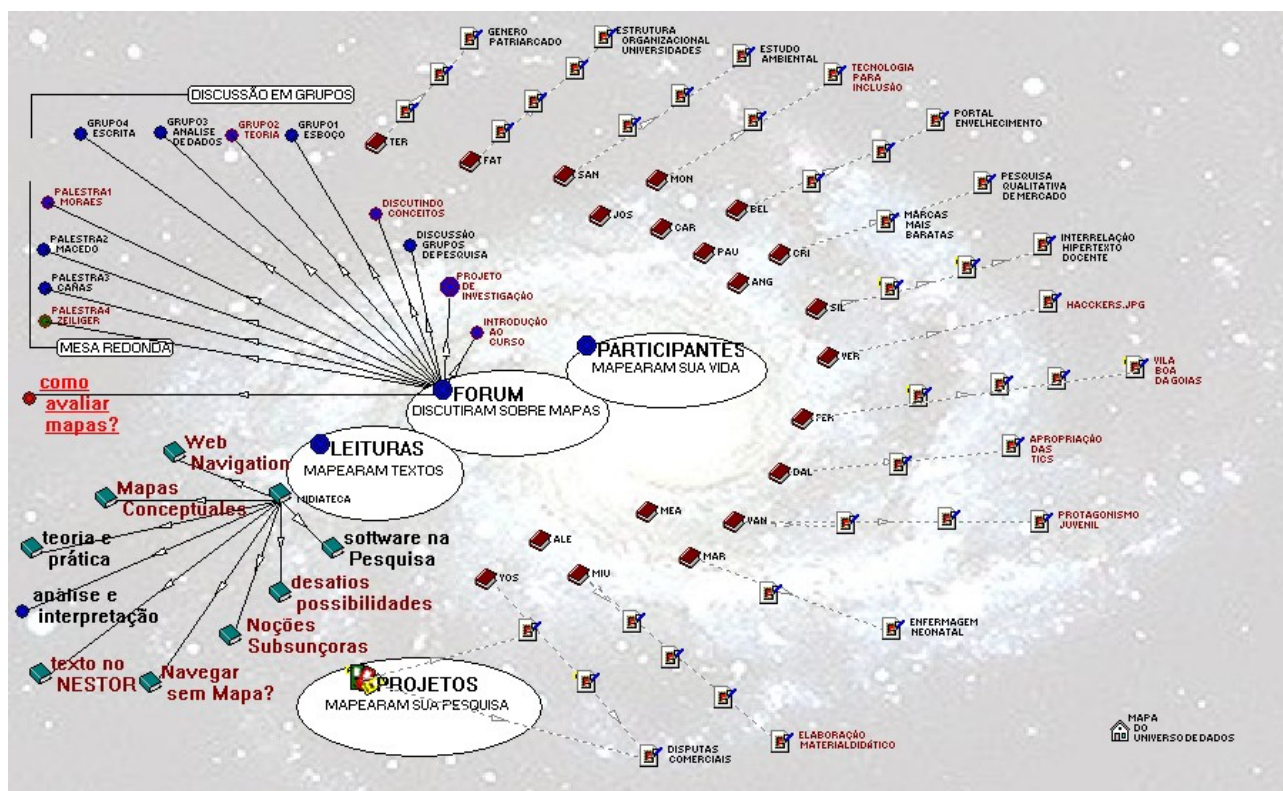 GENERO
PATRIARCADO
ESTRUTURA
ORGANIZACIONAL
UNIVERSIDADES
ESTUDO
AMBIENTAL
TECNOLOGIA
PARA
INCLUSÃO
DISCUSSÃO EM GRUPOS
GRUPO4
ESCRITA
GRUPO3
ANALISE
DE DADOS
GRUPO2
TEORIA
GRUPO1
ESBOÇO
TER
FAT
SAN
MON
PORTAL
ENVELHECIMENTO
PESQUISA
QUALITATIVA
DE MERCADO
PALESTRA1
MORAES
DISCUTINDO
CONCEITOS
JOS
CAR
BEL
MARCAS
MAIS
BARATAS
PALESTRA2
MACEDO
DISCUSSÃO
GRUPOS
DE PESQUISA
PAU
CRI
INTERRELAÇÃO
HIPERTEXTO
DOCENTE
PALESTRA3
CAÑAS
PROJETO
DE
INVESTIGAÇÃO
ANG
SIL
HACCKERS.JPG
PALESTRA4
ZEILIGER
INTRODUÇÃO
AO
CURSO
MESA REDONDA
PARTICIPANTES
MAPEARAM SUA VIDA
VER
VILA
BOA
DA GOIAS
como
avaliar
mapas?
FORUM
DISCUTIRAM SOBRE MAPAS
PER
Web
Navigation
LEITURAS
MAPEARAM TEXTOS
APROPRIAÇÃO
DAS
TICS
DAL
Mapas
Conceptuales
MIDIATECA
MEA
VAN
PROTAGONISMO
JUVENIL
teoria e
prática
software na
Pesquisa
ALE
MAR
YOS
MIU
desafios
possibilidades
análise e
interpretação
Noções
Subsunçoras
ENFERMAGEM
NEONATAL
texto no
NESTOR
Navegar
sem Mapa?
PROJETOS
MAPEARAM SUA PESQUISA
DISPUTAS
COMERCIAIS
ELABORAÇÃO
MATERIAL DIDÁTICO
MAPA
DO
UNIVERSO DE DADOS